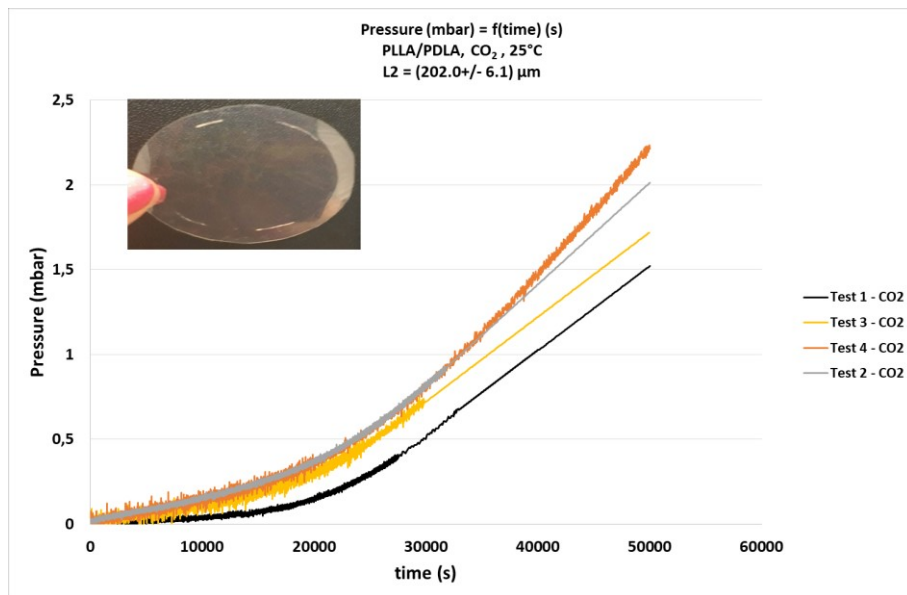 Pressure (mbar) = f(time) (s)
PLLA/PDLA, CO₂ , 25°C
L2 = (202.0+/- 6.1) µm
2,5
2
1,5
1
0,5
0
Pressure (mbar)
0 10000 20000 30000 40000 50000 60000
time (s)
Test 1 - CO2
Test 3 - CO2
Test 4 - CO2
Test 2 - CO2